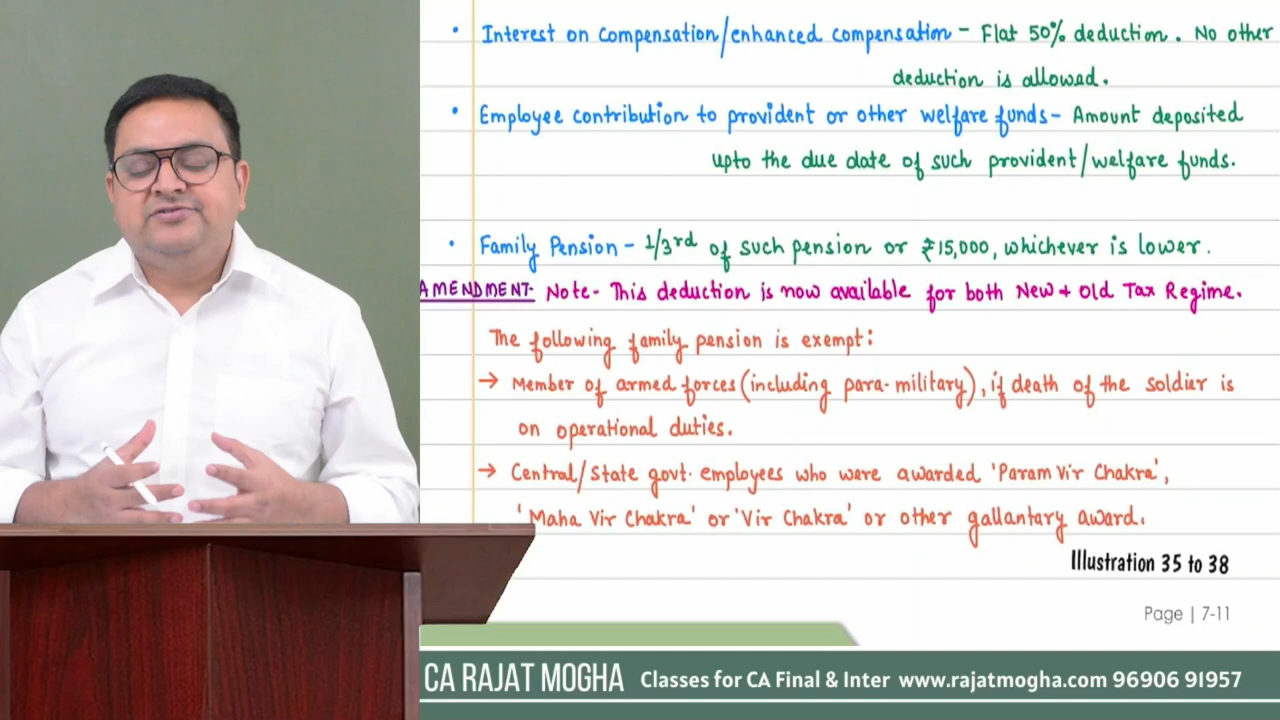 • Interest on compensation/enhanced compensation - Flat 50% deduction. No other
deduction is allowed.
• Employee contribution to provident or other welfare funds - Amount deposited
upto the due date of such provident/welfare funds.
• Family Pension - 1/3rd of such pension or ₹15,000, whichever is lower.
AMENDMENT- Note- This deduction is now available for both New + Old Tax Regime.
The following family pension is exempt:
→ Member of armed forces (including para-military), if death of the soldier is
on operational duties.
→ Central/State govt. employees who were awarded 'Param Vir Chakra',
'Maha Vir Chakra' or 'Vir Chakra' or other gallantary award.
Illustration 35 to 38
Page | 7-11
CA RAJAT MOGHA Classes for CA Final & Inter www.rajatmogha.com 96906 91957